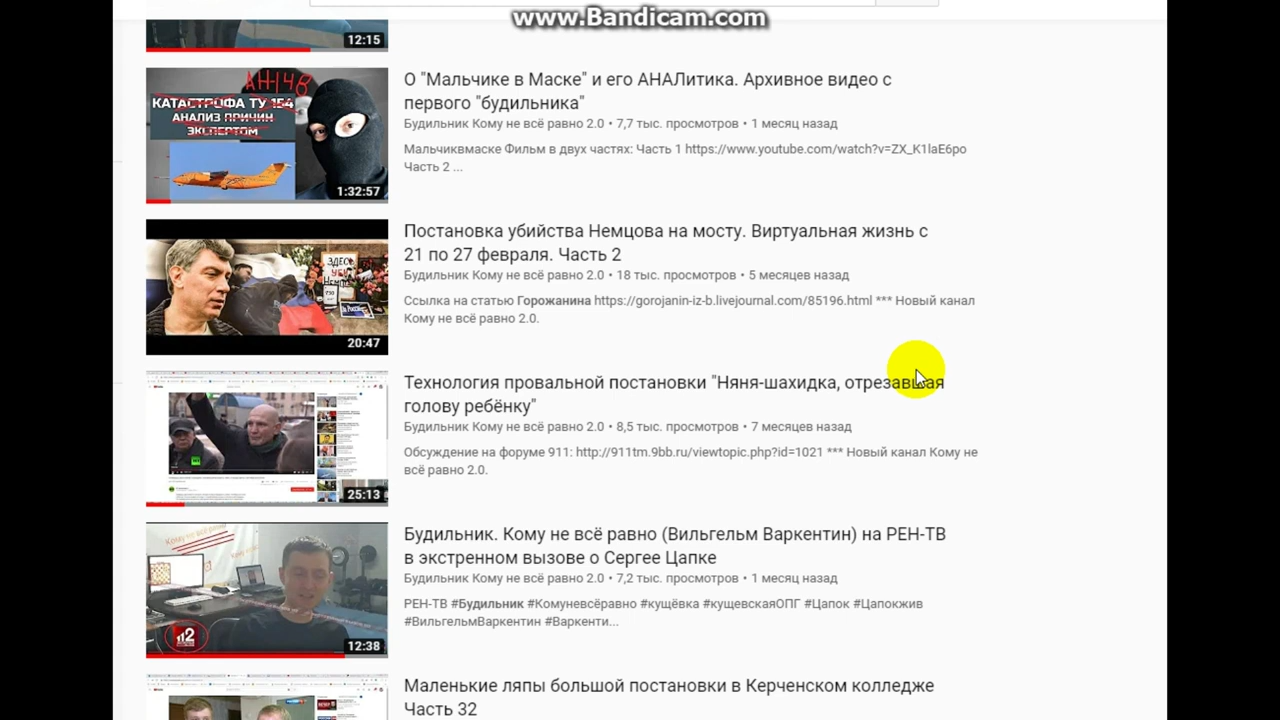 www.Bandicam.com
12:15
АН-148
КАТАСТРОФА ТУ 154
АНАЛИЗ ПРИЧИН
ЭКСПЕРТОМ
1:32:57
О "Мальчике в Маске" и его АНАЛитика. Архивное видео с
первого "будильника"
Будильник Кому не всё равно 2.0 • 7,7 тыс. просмотров • 1 месяц назад
Мальчиквмаске Фильм в двух частях: Часть 1 https://www.youtube.com/watch?v=ZX_K1laE6po
Часть 2 ...
ЗДЕСЬ
УБИ
20:47
Постановка убийства Немцова на мосту. Виртуальная жизнь с
21 по 27 февраля. Часть 2
Будильник Кому не всё равно 2.0 • 18 тыс. просмотров • 5 месяцев назад
Ссылка на статью Горожанина https://gorojanin-iz-b.livejournal.com/85196.html *** Новый канал
Кому не всё равно 2.0.
25:13
Технология провальной постановки "Няня-шахидка, отрезавшая
голову ребёнку"
Будильник Кому не всё равно 2.0 • 8,5 тыс. просмотров • 7 месяцев назад
Обсуждение на форуме 911: http://911tm.9bb.ru/viewtopic.php?id=1021 *** Новый канал Кому не
всё равно 2.0.
112
12:38
Будильник. Кому не всё равно (Вильгельм Варкентин) на РЕН-ТВ
в экстренном вызове о Сергее Цапке
Будильник Кому не всё равно 2.0 • 7,2 тыс. просмотров • 1 месяц назад
РЕН-ТВ #Будильник #Комуневсёравно #кущёвка #кущевскаяОПГ #Цапок #Цапокжив
#ВильгельмВаркентин #Варкенти...
Маленькие ляпы большой постановки в Керченском колледже
Часть 32